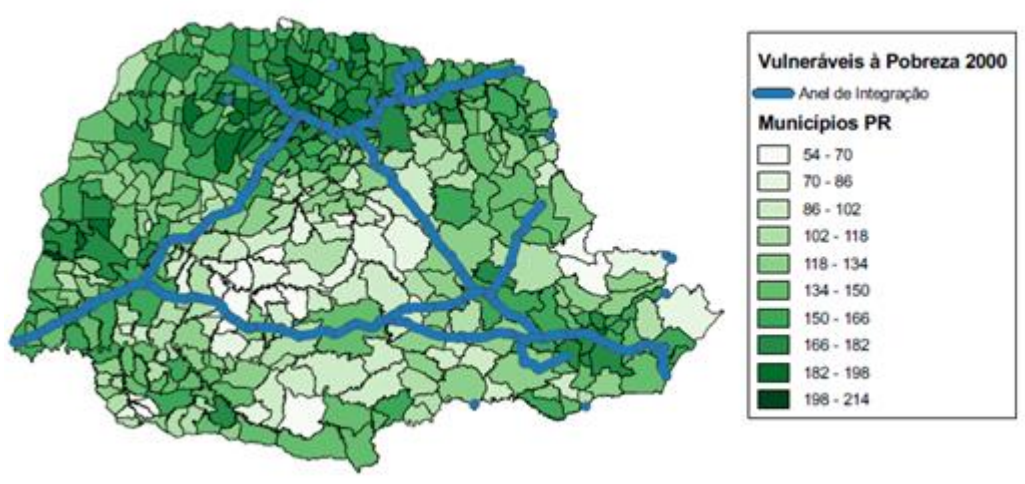 Vulneráveis à Pobreza 2000
Anel de Integração
Municípios PR
54 - 70
70 - 86
86 - 102
102 - 118
118 - 134
134 - 150
150 - 166
166 - 182
182 - 198
198 - 214